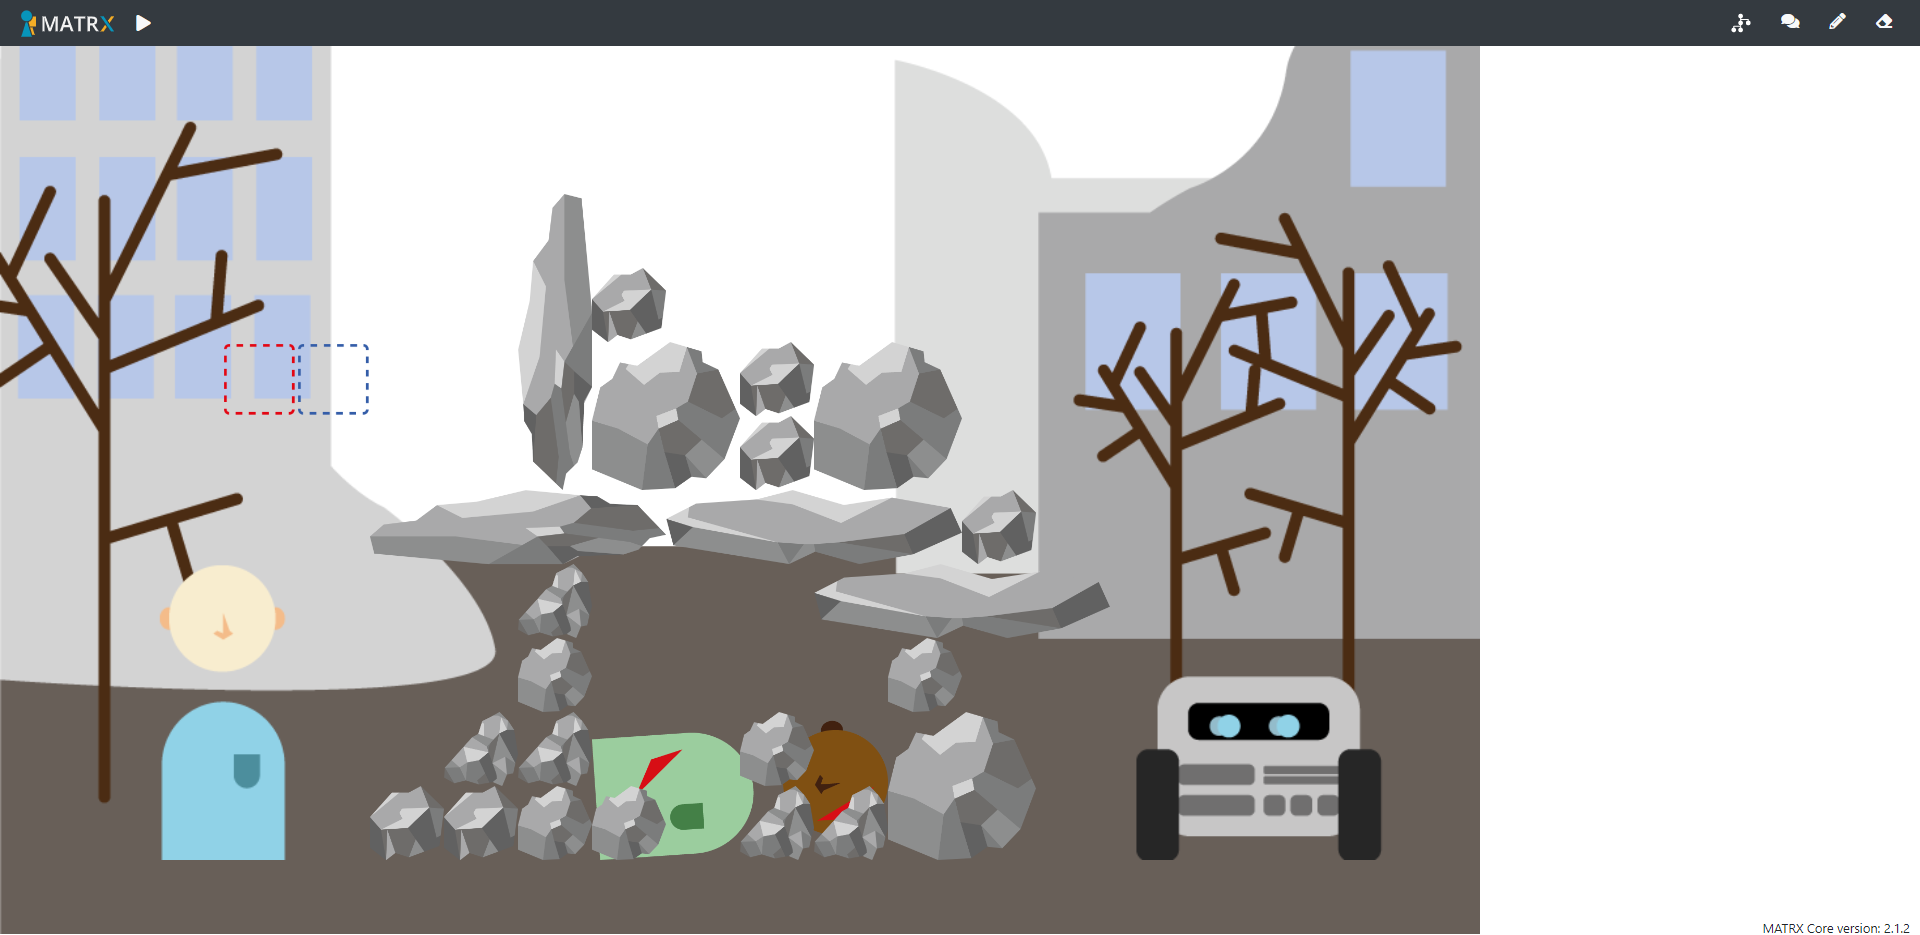 MATRX
MATRX Core version: 2.1.2